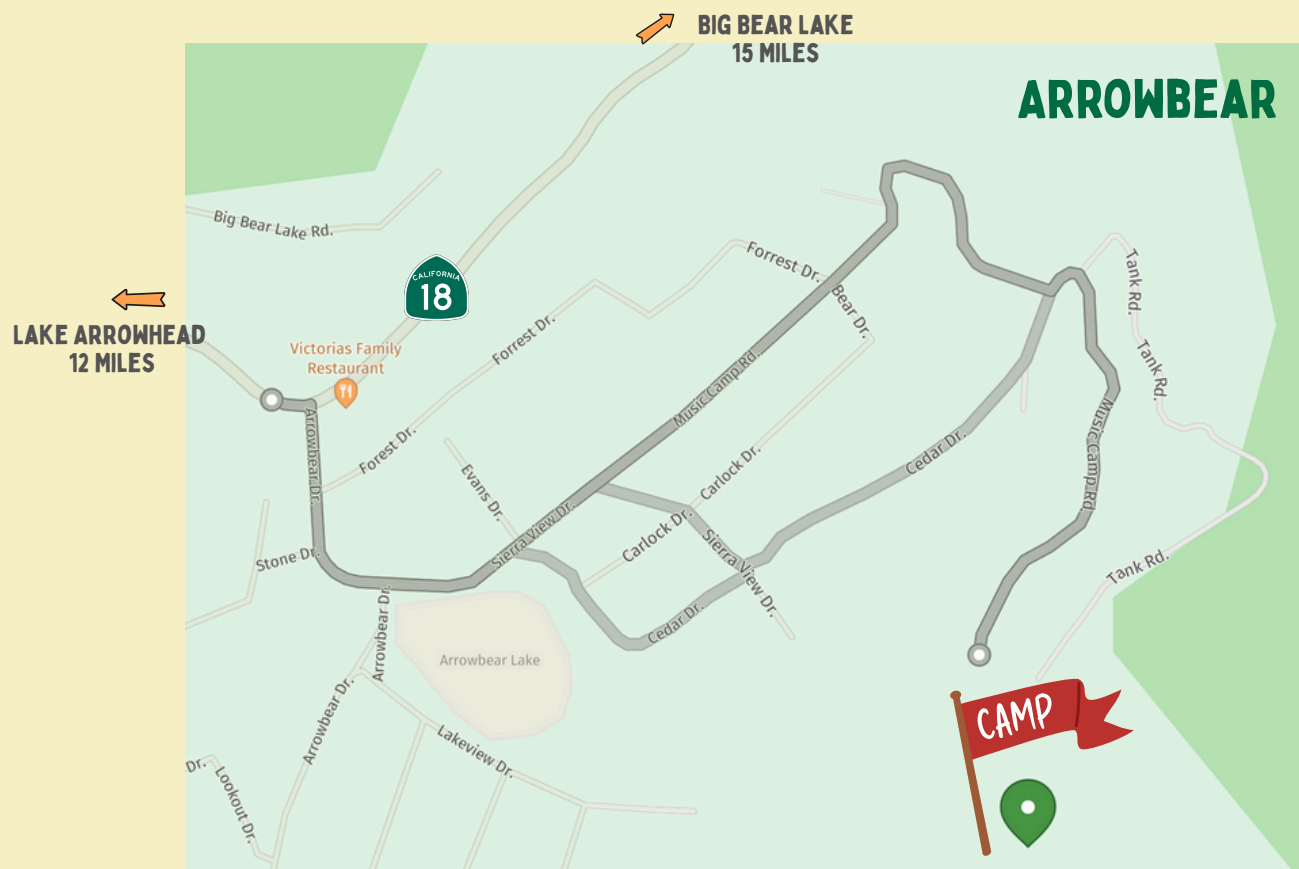 BIG BEAR LAKE
15 MILES
ARROWBEAR
Big Bear Lake Rd.
Forrest Dr.
Tank Rd.
CALIFORNIA
18
Bear Dr.
LAKE ARROWHEAD
12 MILES
Forrest Dr.
Victorias Family
Restaurant
Tank Rd.
Music Camp Rd.
Arrowbear Dr.
Forest Dr.
Cedar Dr.
Music Camp Rd.
Carlock Dr.
Evans Dr.
Sierra View Dr.
Carlock Dr.
Sierra View Dr.
Stone Dr.
Tank Rd.
Arrowbear Dr.
Cedar Dr.
Arrowbear Lake
Arrowbear Dr.
CAMP
Lakeview Dr.
Dr.
Lookout Dr.